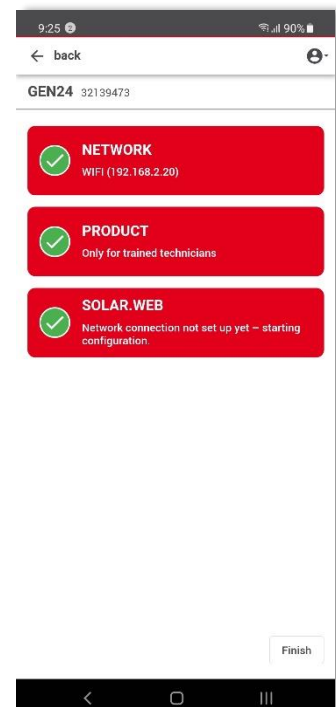 9:25 2 90%
← back
GEN24 32139473
NETWORK
WIFI (192.168.2.20)
PRODUCT
Only for trained technicians
SOLAR.WEB
Network connection not set up yet – starting
configuration.
Finish